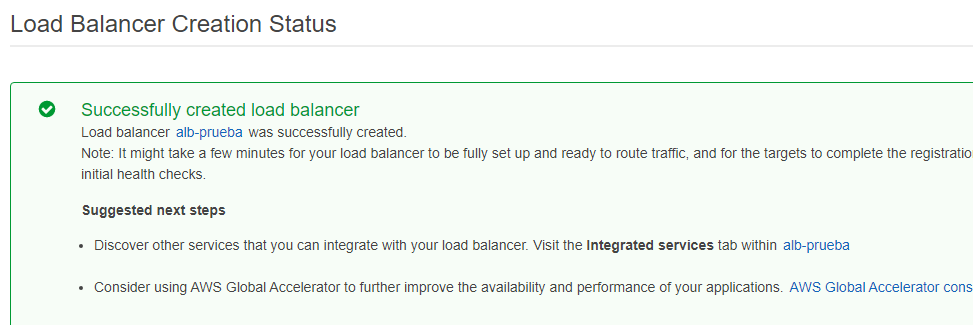 Load Balancer Creation Status
Successfully created load balancer
Load balancer alb-prueba was successfully created.
Note: It might take a few minutes for your load balancer to be fully set up and ready to route traffic, and for the targets to complete the registratio
initial health checks.
Suggested next steps
• Discover other services that you can integrate with your load balancer. Visit the Integrated services tab within alb-prueba
• Consider using AWS Global Accelerator to further improve the availability and performance of your applications. AWS Global Accelerator cons